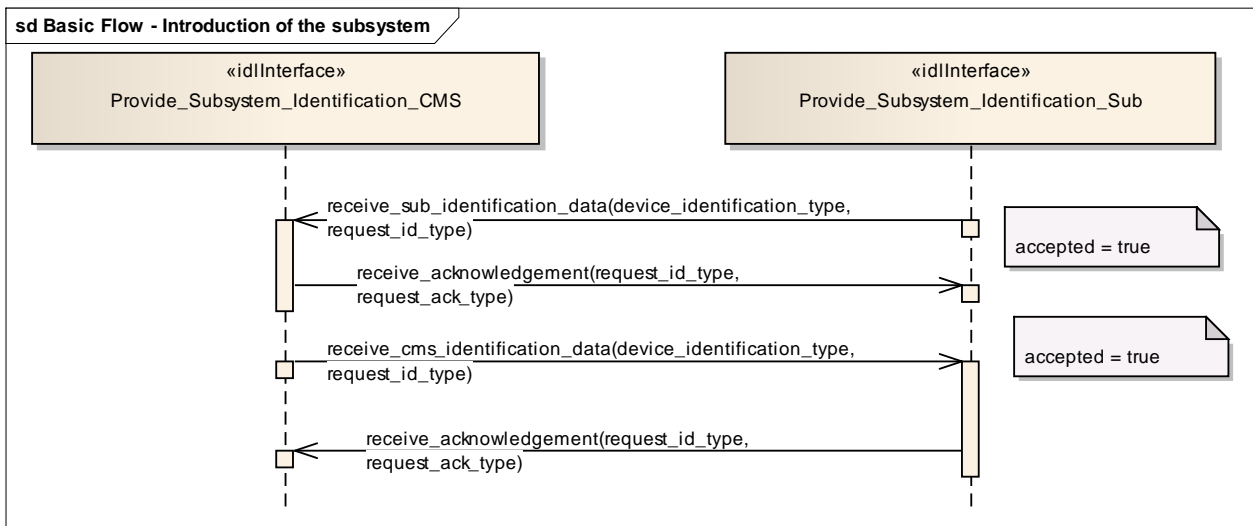 sd Basic Flow - Introduction of the subsystem
«idlInterface»
Provide_Subsystem_Identification_CMS
«idlInterface»
Provide_Subsystem_Identification_Sub
receive_sub_identification_data(device_identification_type,
request_id_type)
accepted = true
receive_acknowledgement(request_id_type,
request_ack_type)
receive_cms_identification_data(device_identification_type,
request_id_type)
accepted = true
receive_acknowledgement(request_id_type,
request_ack_type)